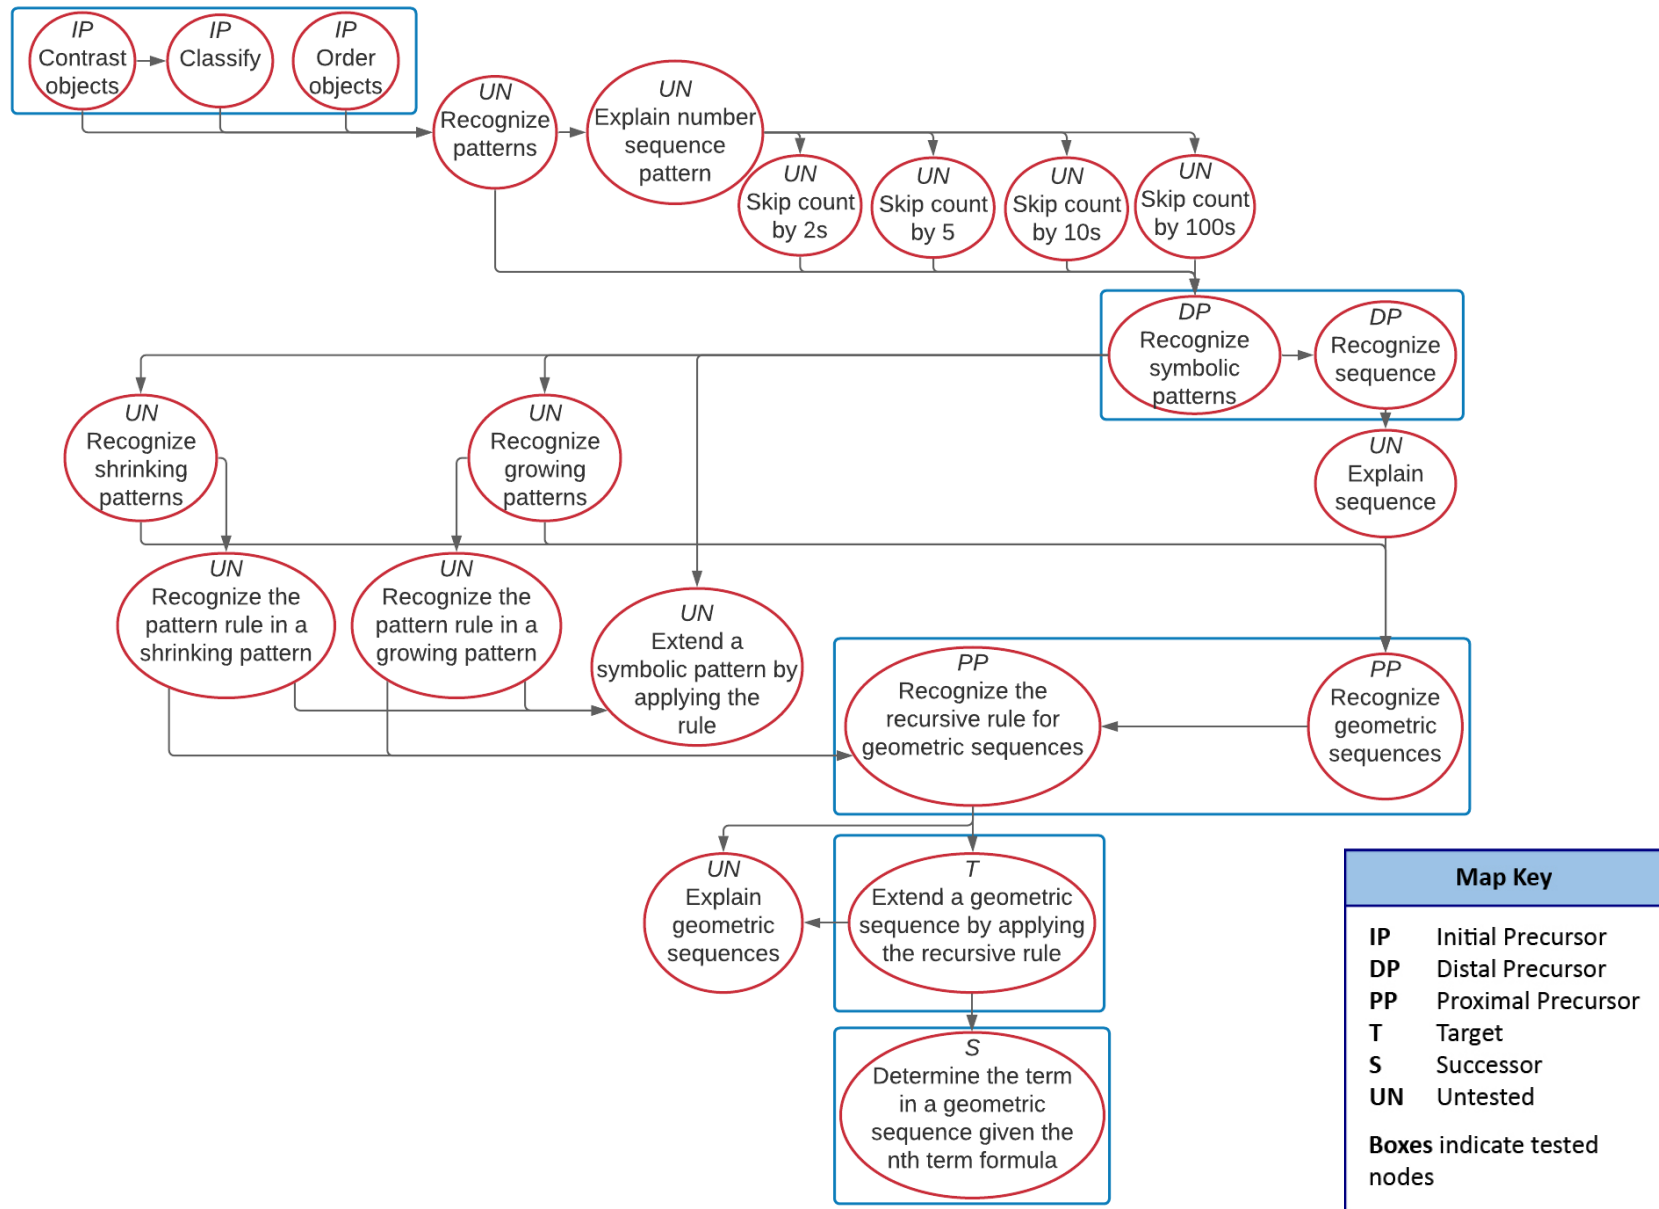 IP
Contrast
objects
IP
Classify
IP
Order
objects
UN
Recognize
patterns
UN
Explain number
sequence
pattern
UN
Skip count
by 2s
UN
Skip count
by 5
UN
Skip count
by 10s
UN
Skip count
by 100s
DP
Recognize
symbolic
patterns
DP
Recognize
sequence
UN
Recognize
shrinking
patterns
UN
Recognize
growing
patterns
UN
Explain
sequence
UN
Recognize the
pattern rule in a
shrinking pattern
UN
Recognize the
pattern rule in a
growing pattern
UN
Extend a
symbolic pattern by
applying the
rule
PP
Recognize the
recursive rule for
geometric sequences
PP
Recognize
geometric
sequences
UN
Explain
geometric
sequences
T
Extend a geometric
sequence by applying
the recursive rule
S
Determine the term
in a geometric
sequence given the
nth term formula
Map Key
IP Initial Precursor
DP Distal Precursor
PP Proximal Precursor
T Target
S Successor
UN Untested
Boxes indicate tested
nodes